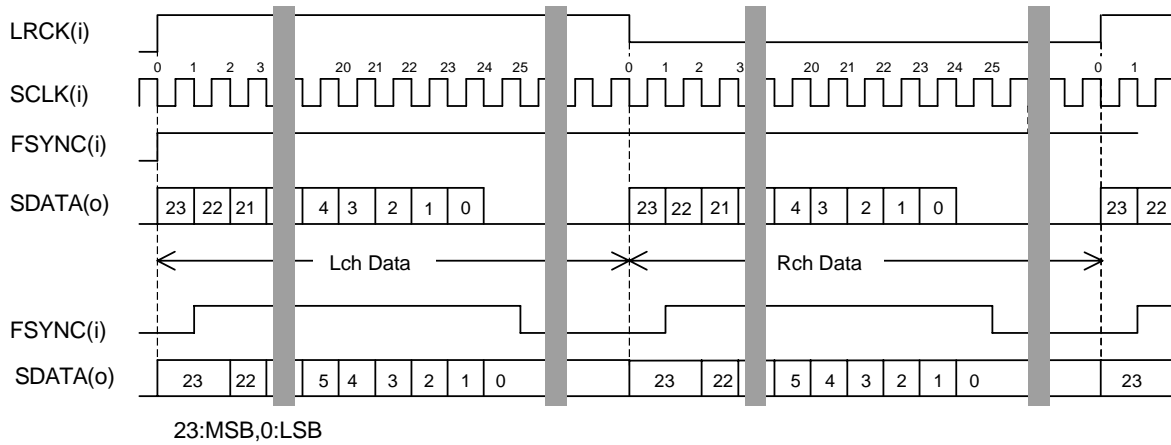 LRCK(i)
0 1 2 3 20 21 22 23 24 25 0 1 2 3 20 21 22 23 24 25 0 1
SCLK(i)
FSYNC(i)
SDATA(o) 23 22 21 4 3 2 1 0 23 22 21 4 3 2 1 0 23 22
Lch Data Rch Data
FSYNC(i)
SDATA(o) 23 22 5 4 3 2 1 0 23 22 5 4 3 2 1 0 23
23:MSB,0:LSB